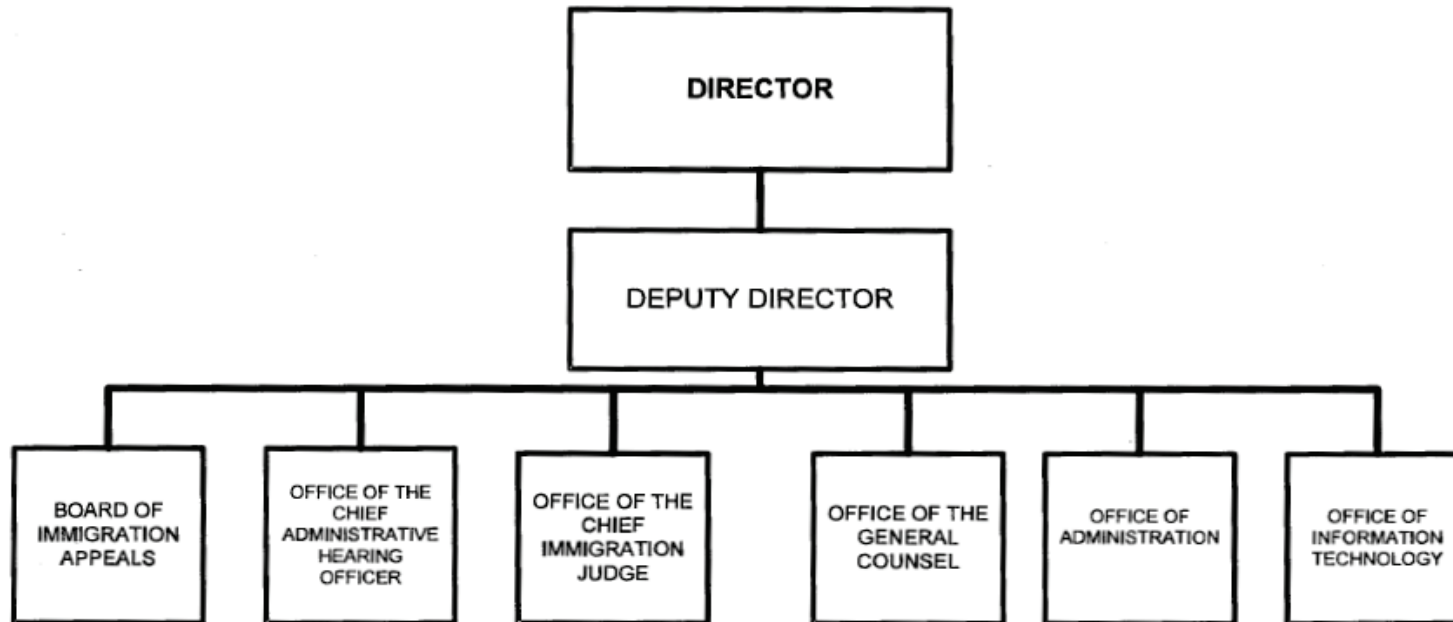 DIRECTOR
DEPUTY DIRECTOR
BOARD OF
IMMIGRATION
APPEALS
OFFICE OF THE
CHIEF
ADMINISTRATIVE
HEARING
OFFICER
OFFICE OF THE
CHIEF
IMMIGRATION
JUDGE
OFFICE OF THE
GENERAL
COUNSEL
OFFICE OF
ADMINISTRATION
OFFICE OF
INFORMATION
TECHNOLOGY